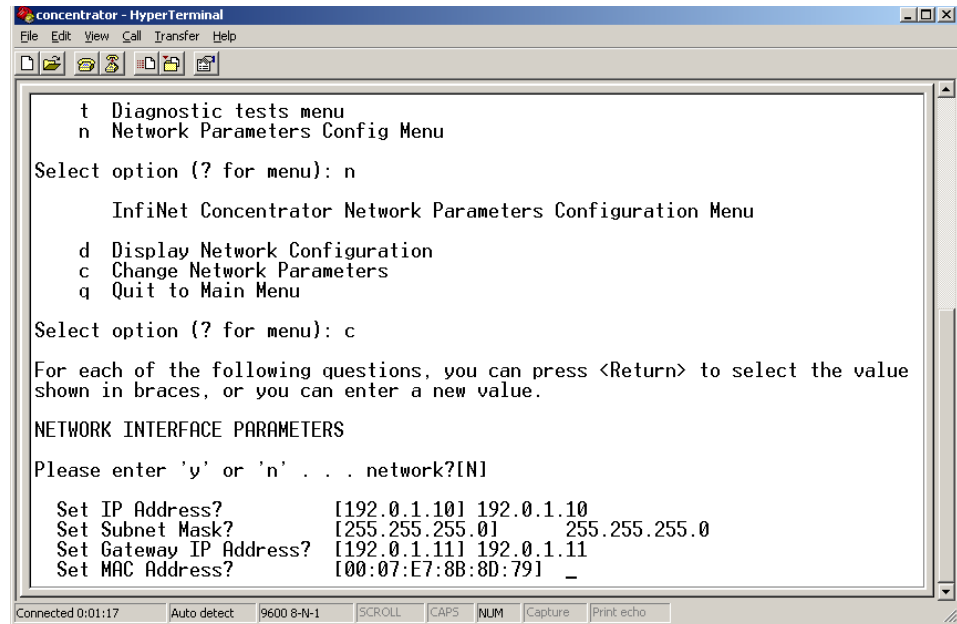 concentrator - HyperTerminal
File Edit View Call Transfer Help
t Diagnostic tests menu
n Network Parameters Config Menu
Select option (? for menu): n
InfiNet Concentrator Network Parameters Configuration Menu
d Display Network Configuration
c Change Network Parameters
q Quit to Main Menu
Select option (? for menu): c
For each of the following questions, you can press <Return> to select the value
shown in braces, or you can enter a new value.
NETWORK INTERFACE PARAMETERS
Please enter 'y' or 'n' . . . network?[N]
Set IP Address? [192.0.1.10] 192.0.1.10
Set Subnet Mask? [255.255.255.0] 255.255.255.0
Set Gateway IP Address? [192.0.1.11] 192.0.1.11
Set MAC Address? [00:07:E7:8B:8D:79] _
Connected 0:01:17 Auto detect 9600 8-N-1 SCROLL CAPS NUM Capture Print echo